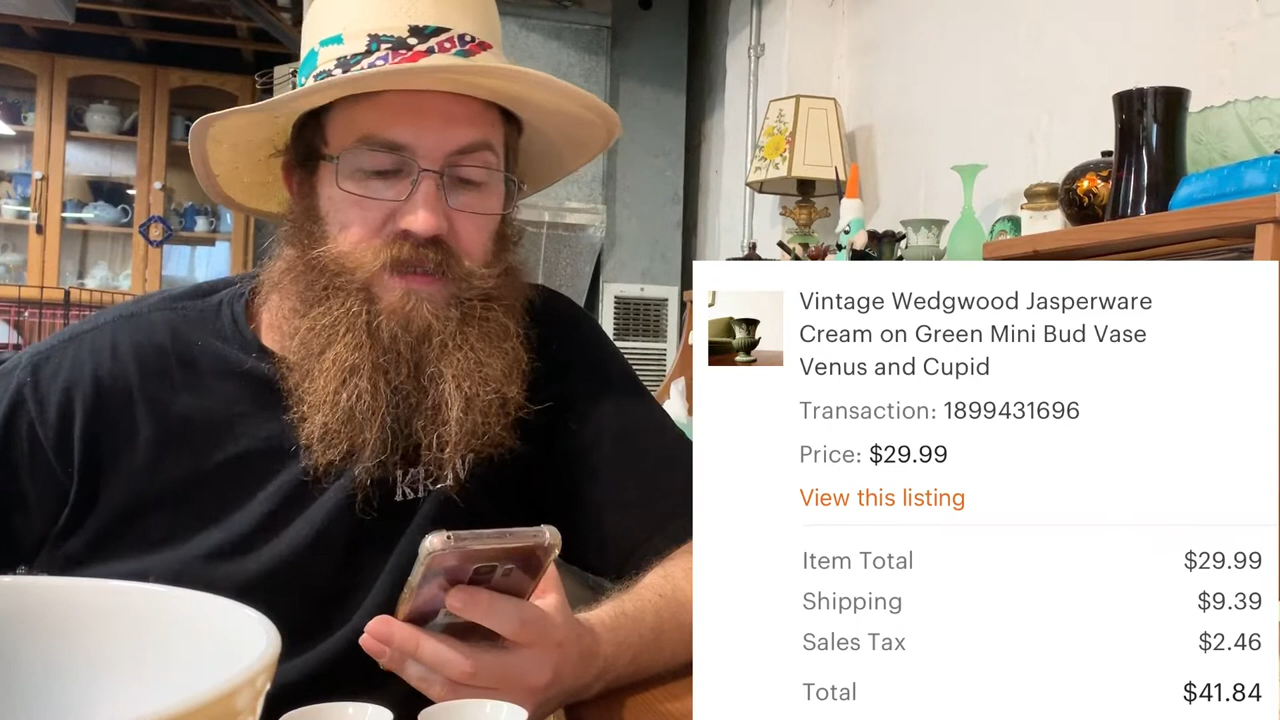 KRJV
Vintage Wedgwood Jasperware
Cream on Green Mini Bud Vase
Venus and Cupid
Transaction: 1899431696
Price: $29.99
View this listing
Item Total $29.99
Shipping $9.39
Sales Tax $2.46
Total $41.84